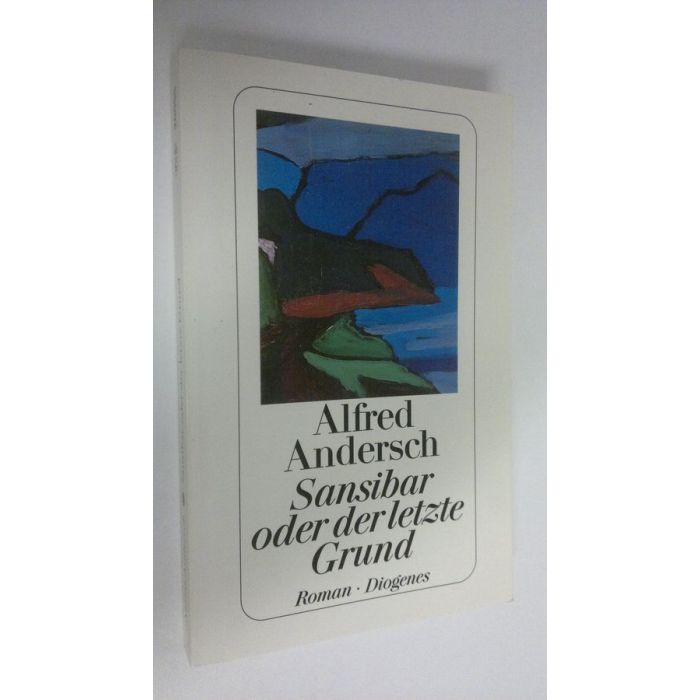 Alfred
Andersch
Sansibar
oder der letzte
Grund
Roman · Diogenes